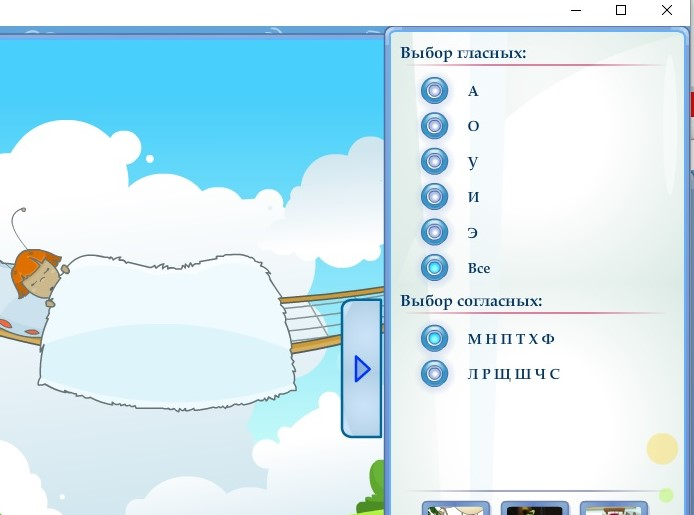 Выбор гласных:
А
О
У
И
Э
Все
Выбор согласных:
М Н П Т Х Ф
Л Р Щ Ш Ч С